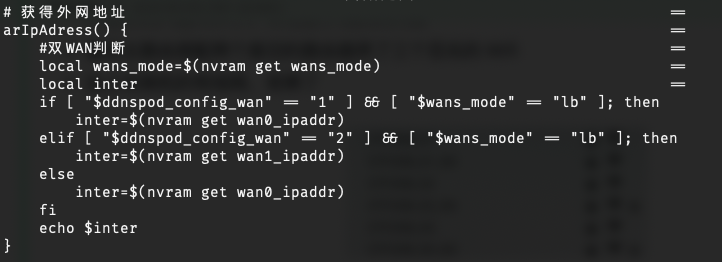 # 获得外网地址
arIpAdress() {
    #双WAN判断
    local wans_mode=$(nvram get wans_mode)
    local inter
    if [ "$ddnspod_config_wan" == "1" ] && [ "$wans_mode" == "lb" ]; then
        inter=$(nvram get wan0_ipaddr)
    elif [ "$ddnspod_config_wan" == "2" ] && [ "$wans_mode" == "lb" ]; then
        inter=$(nvram get wan1_ipaddr)
    else
        inter=$(nvram get wan0_ipaddr)
    fi
    echo $inter
}